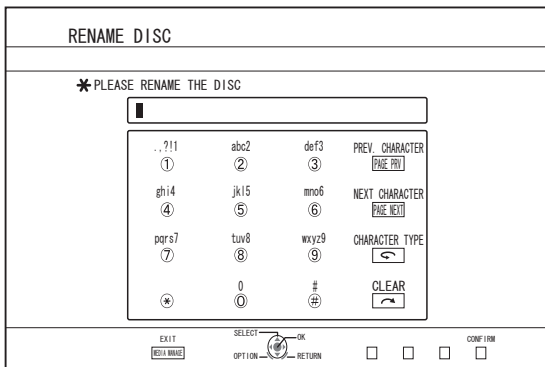 RENAME DISC
✱ PLEASE RENAME THE DISC
.,?!1 abc2 def3 PREV. CHARACTER
① ② ③ PAGE PRV
ghi4 jkl5 mno6 NEXT CHARACTER
④ ⑤ ⑥ PAGE NEXT
pqrs7 tuv8 wxyz9 CHARACTER TYPE
⑦ ⑧ ⑨
0 # CLEAR
✱ 0 #
EXIT SELECT OK CONFIRM
MEDIA MANAGE OPTION RETURN